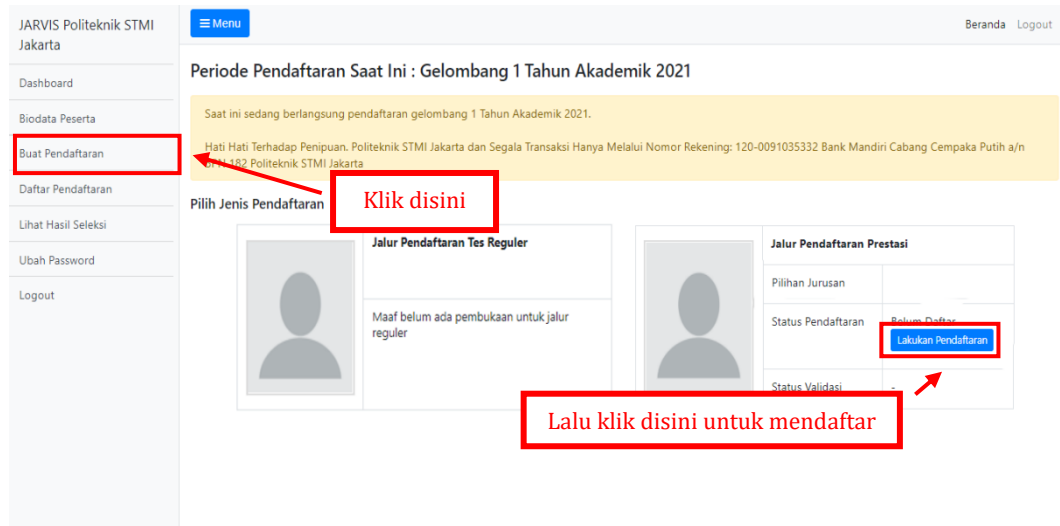 JARVIS Politeknik STMI
Jakarta
Menu
Beranda Logout
Dashboard
Biodata Peserta
Buat Pendaftaran
Daftar Pendaftaran
Lihat Hasil Seleksi
Ubah Password
Logout
Periode Pendaftaran Saat Ini : Gelombang 1 Tahun Akademik 2021
Saat ini sedang berlangsung pendaftaran gelombang 1 Tahun Akademik 2021.
Hati Hati Terhadap Penipuan. Politeknik STMI Jakarta dan Segala Transaksi Hanya Melalui Nomor Rekening: 120-0091035332 Bank Mandiri Cabang Cempaka Putih a/n
182 Politeknik STMI Jakarta
Klik disini
Pilih Jenis Pendaftaran
Jalur Pendaftaran Tes Reguler
Maaf belum ada pembukaan untuk jalur
reguler
Jalur Pendaftaran Prestasi
Pilihan Jurusan
Status Pendaftaran Belum Daftar
Lakukan Pendaftaran
Status Validasi -
Lalu klik disini untuk mendaftar